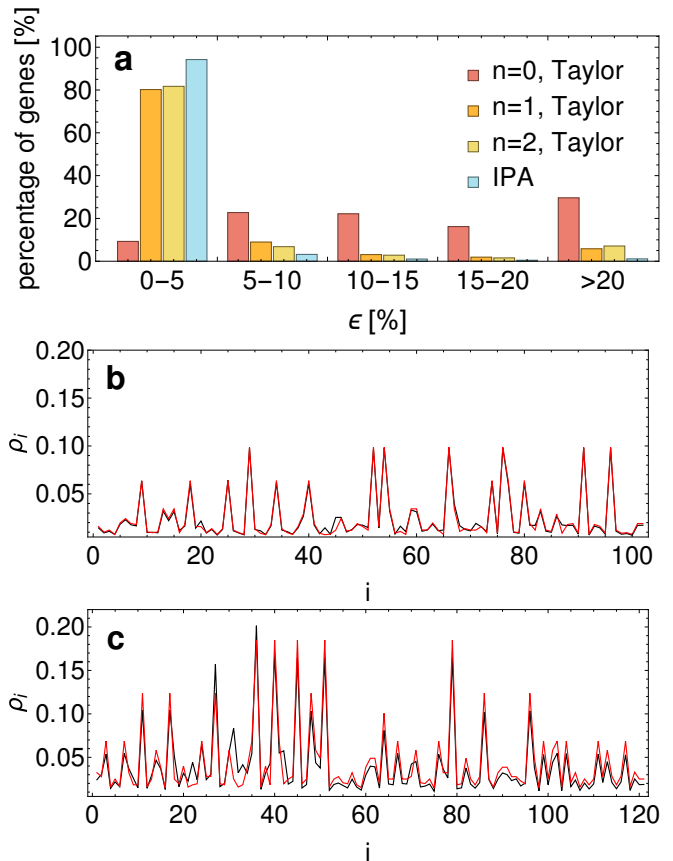 percentage of genes [%]
a
100
80
60
40
20
0
n=0, Taylor
n=1, Taylor
n=2, Taylor
IPA
0–5
5–10
10–15
15–20
>20
ϵ [%]
b
ρi
0.20
0.15
0.10
0.05
0
20
40
60
80
100
i
c
ρi
0.20
0.15
0.10
0.05
0
20
40
60
80
100
120
i